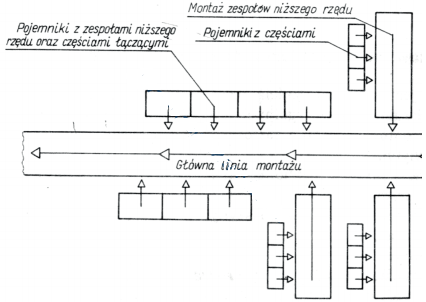 Montaż zespołów niższego rzędu
Pojemniki z zespołami niższego
rzędu oraz częściami łączącymi
Pojemniki z częściami
Główna linia montażu